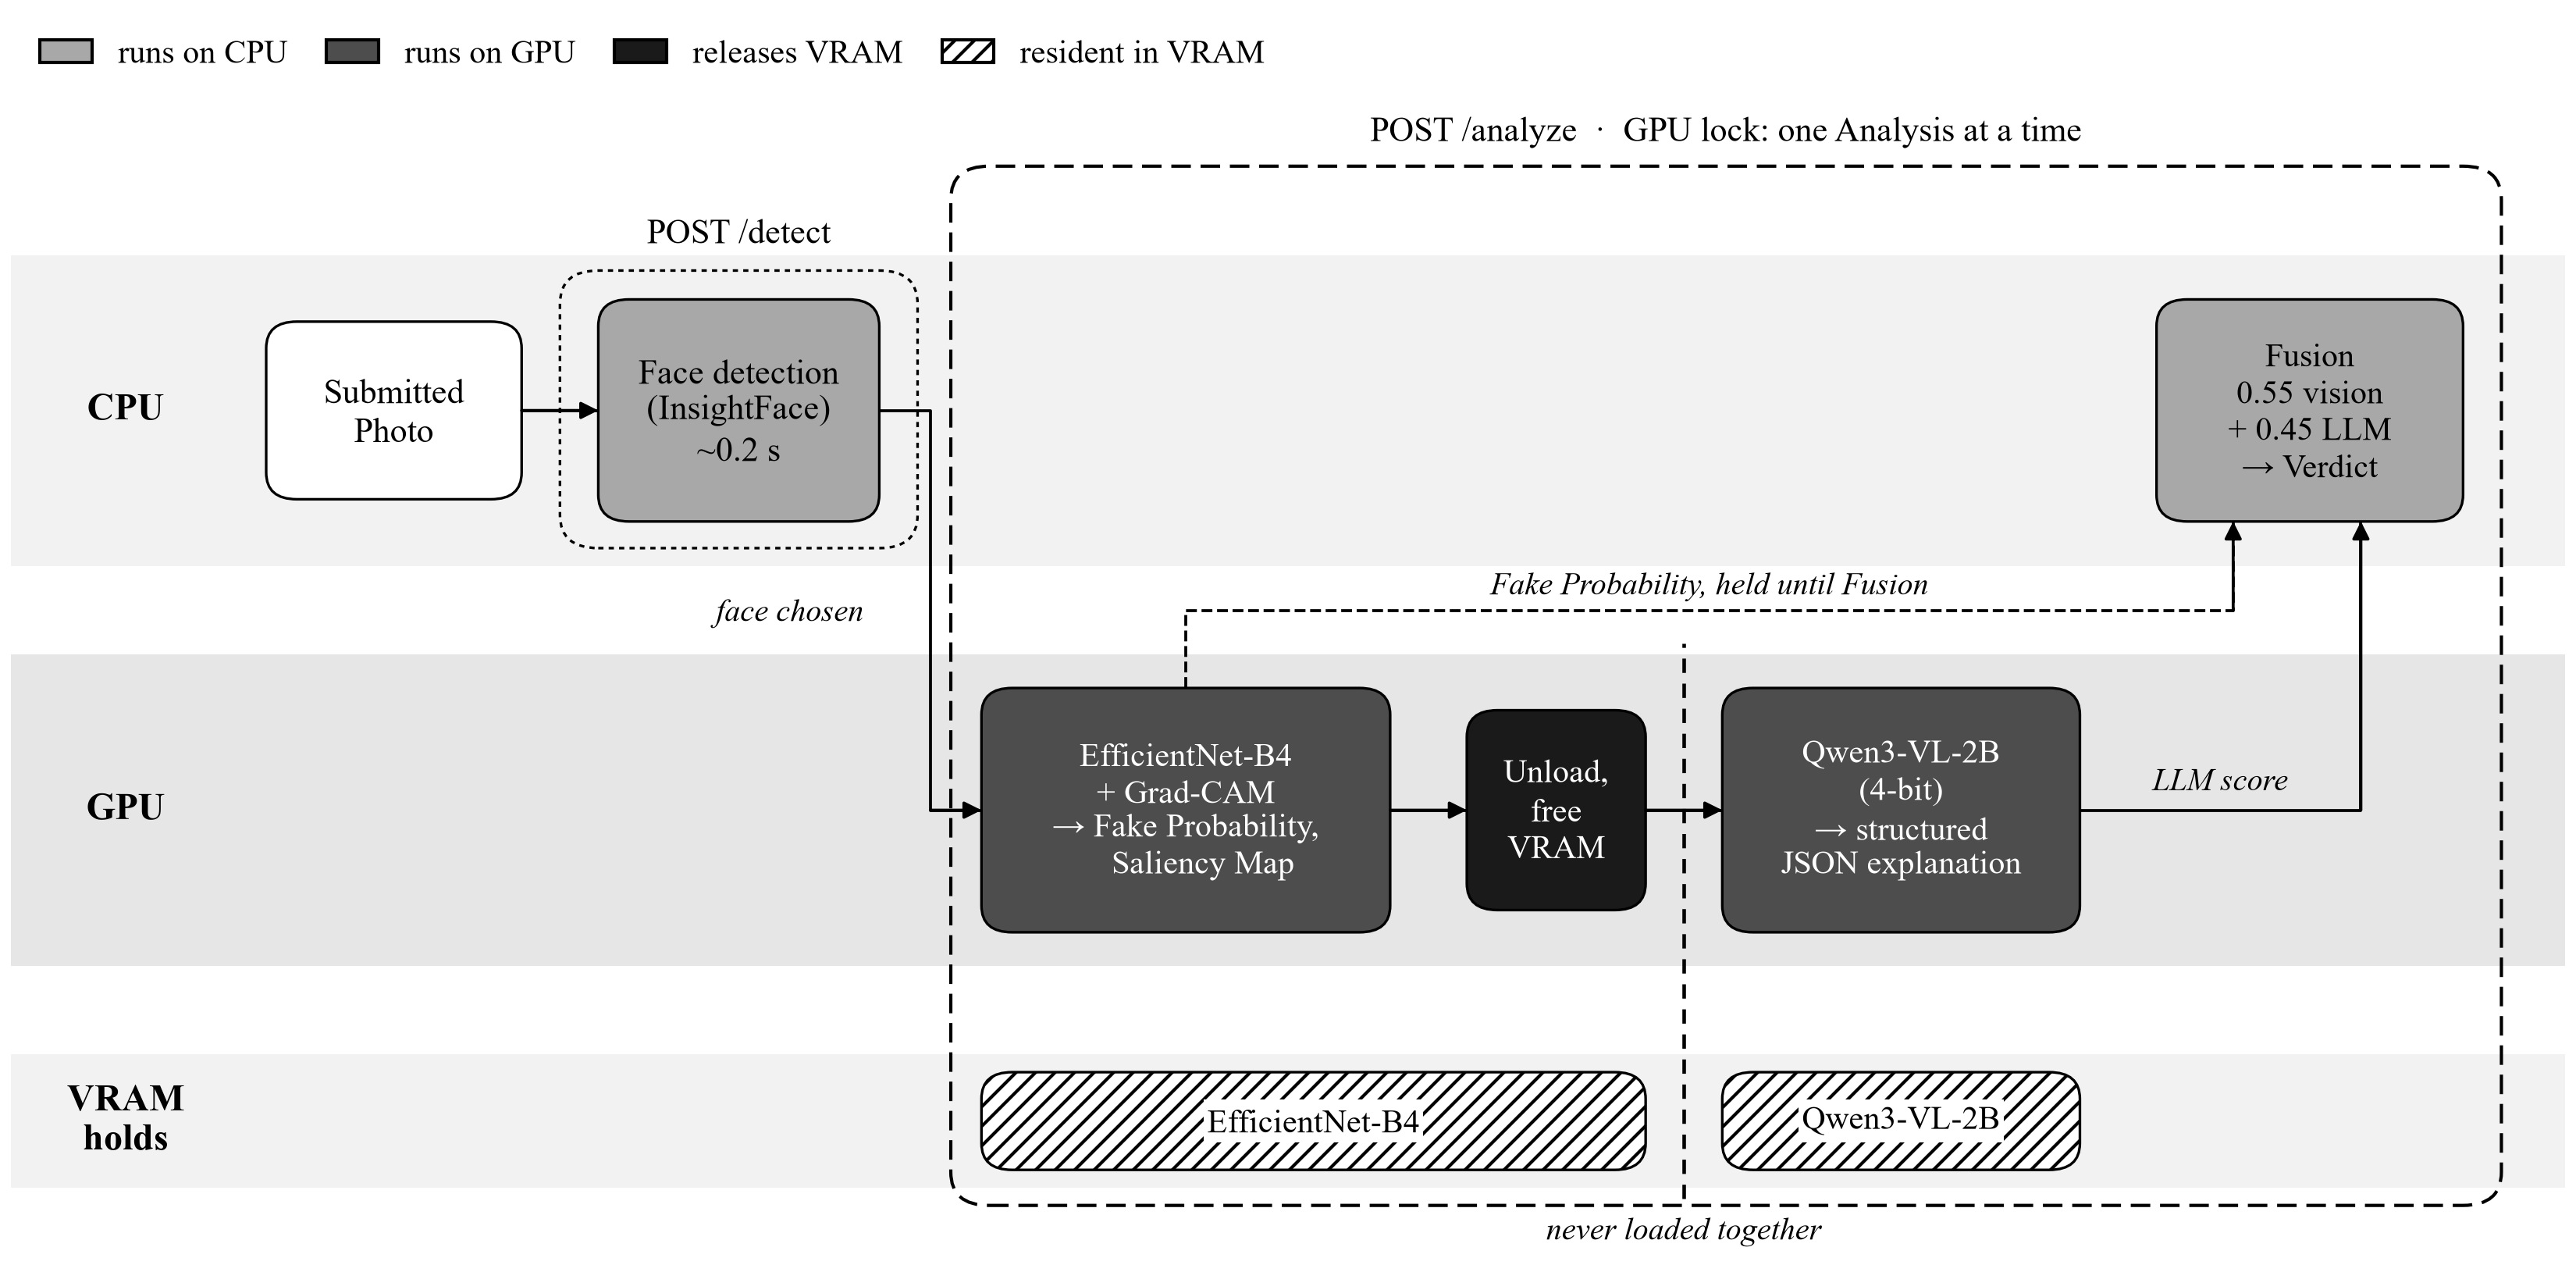 runs on CPU
runs on GPU
releases VRAM
resident in VRAM
POST /analyze · GPU lock: one Analysis at a time
POST /detect
CPU
Submitted
Photo
Face detection
(InsightFace)
~0.2 s
Fusion
0.55 vision
+ 0.45 LLM
→ Verdict
face chosen
Fake Probability, held until Fusion
GPU
EfficientNet-B4
+ Grad-CAM
→ Fake Probability,
Saliency Map
Unload,
free
VRAM
Qwen3-VL-2B
(4-bit)
→ structured
JSON explanation
LLM score
VRAM
holds
EfficientNet-B4
Qwen3-VL-2B
never loaded together